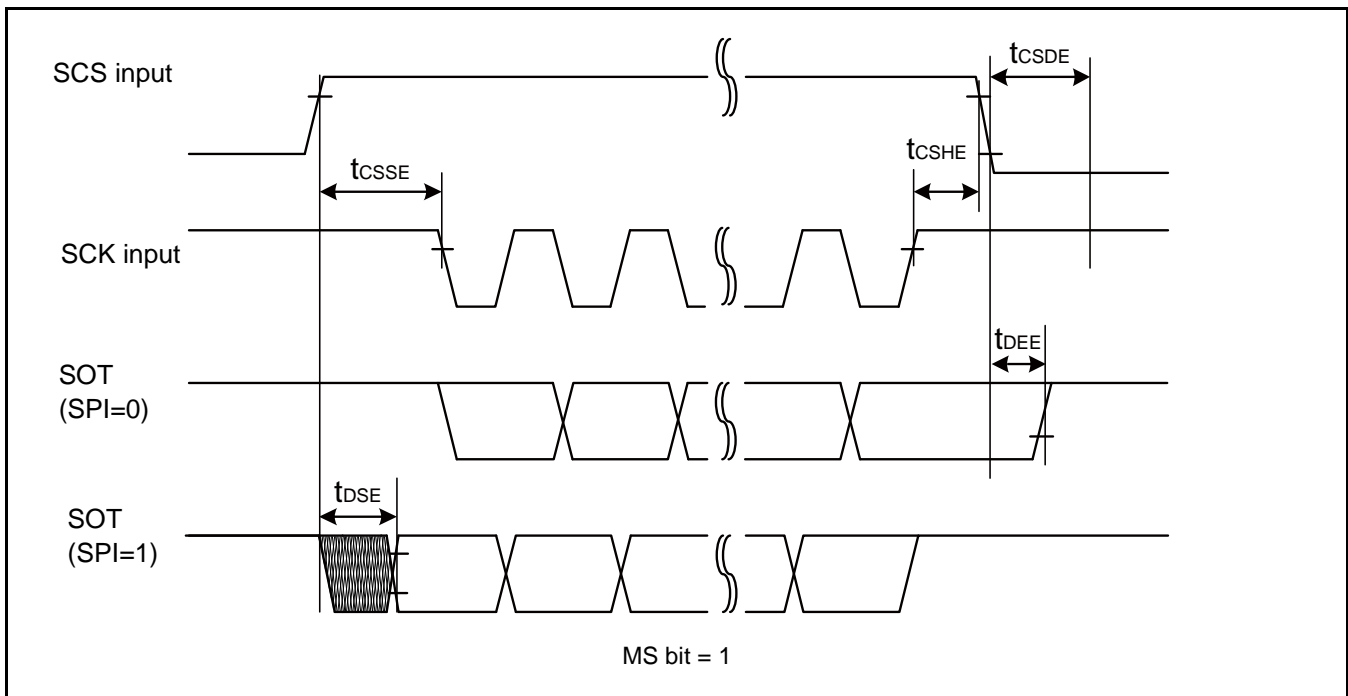 SCS input
tCSDE
tCSHE
tCSSE
SCK input
tDEE
SOT
(SPI=0)
tDSE
SOT
(SPI=1)
MS bit = 1